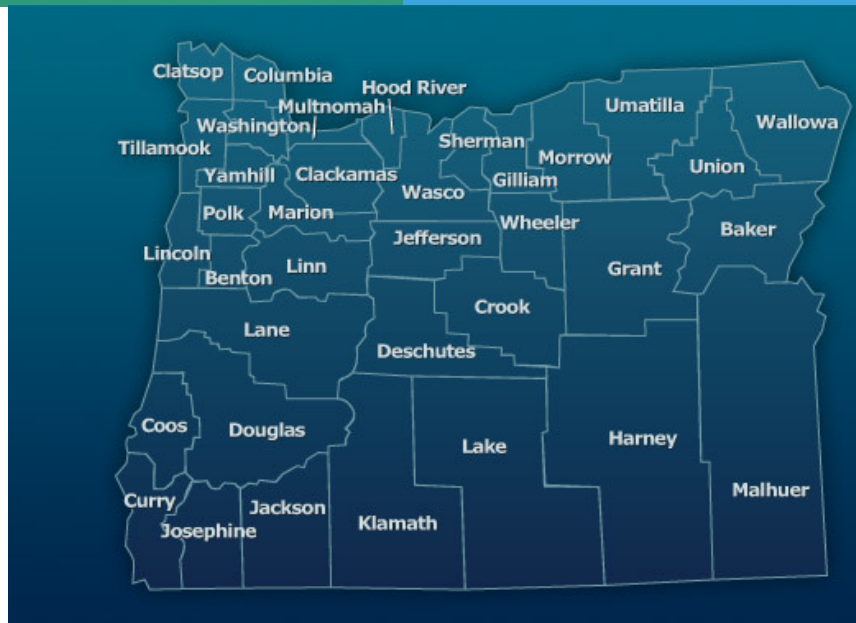 Clatsop
Columbia
Hood River
Multnomah
Umatilla
Wallowa
Washington
Tillamook
Sherman
Morrow
Union
Yamhill
Clackamas
Gilliam
Wasco
Polk
Marion
Wheeler
Baker
Jefferson
Lincoln
Benton
Linn
Grant
Crook
Lane
Deschutes
Coos
Douglas
Lake
Harney
Malhuer
Curry
Jackson
Josephine
Klamath